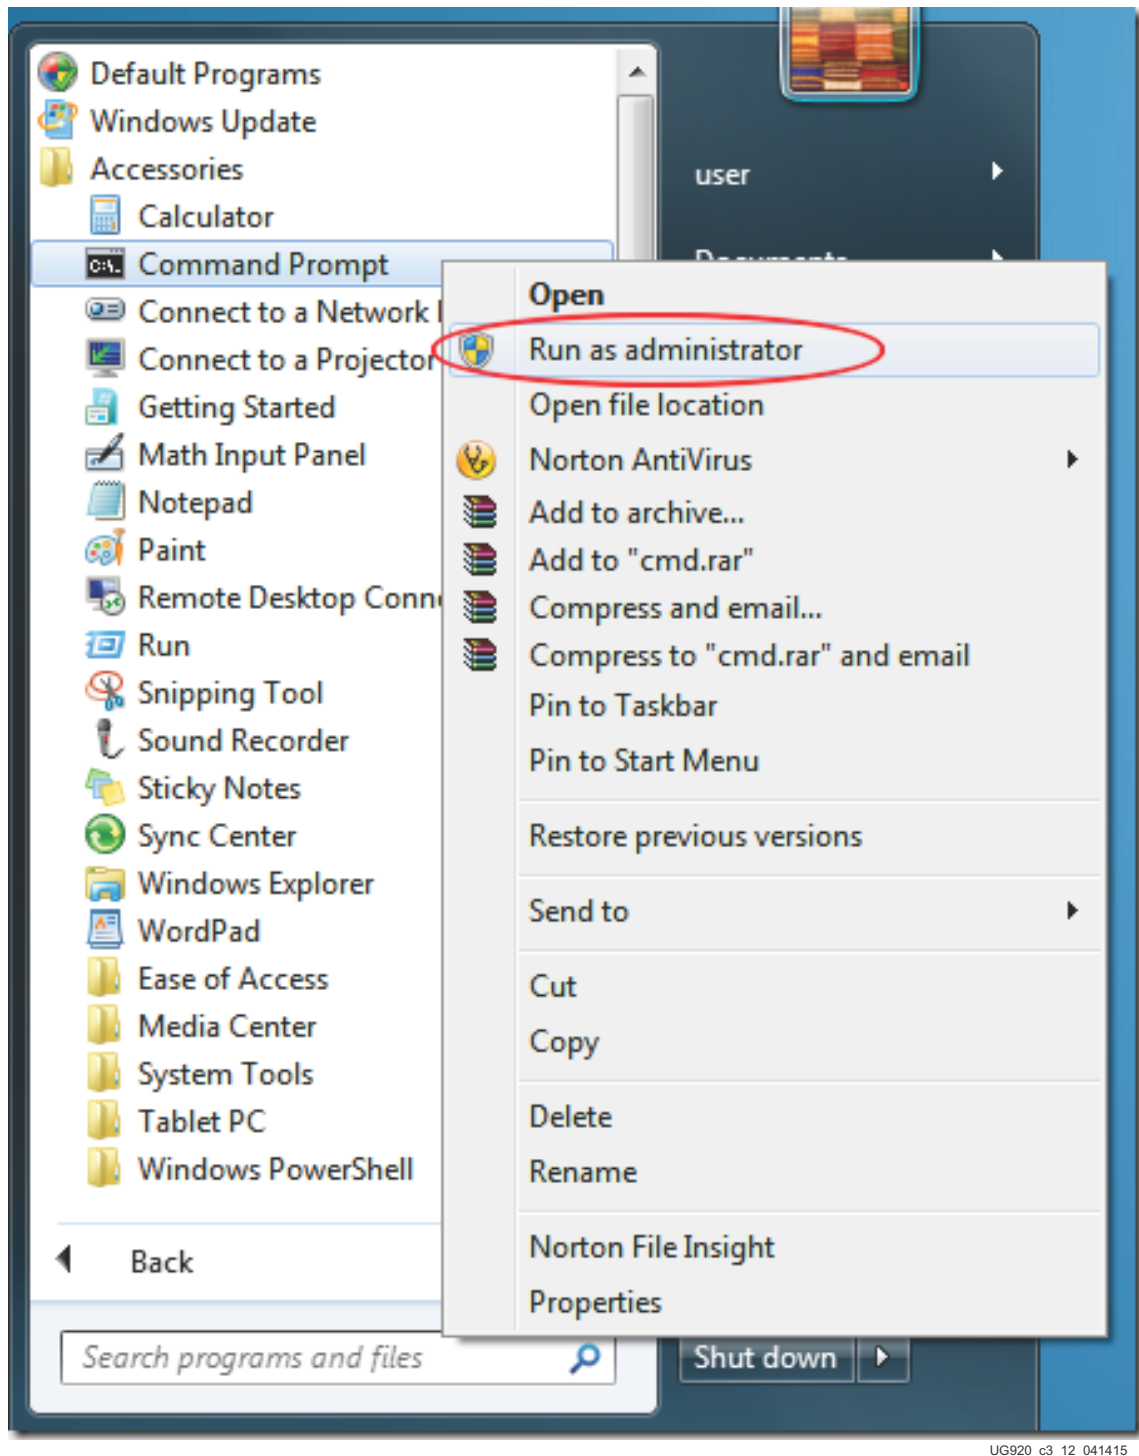 Default Programs
Windows Update
Accessories
Calculator
Command Prompt
Connect to a Network
Connect to a Projector
Getting Started
Math Input Panel
Notepad
Paint
Remote Desktop Conn
Run
Snipping Tool
Sound Recorder
Sticky Notes
Sync Center
Windows Explorer
WordPad
Ease of Access
Media Center
System Tools
Tablet PC
Windows PowerShell
Back
Search programs and files
user
Documents
Open
Run as administrator
Open file location
Norton AntiVirus
Add to archive...
Add to "cmd.rar"
Compress and email...
Compress to "cmd.rar" and email
Pin to Taskbar
Pin to Start Menu
Restore previous versions
Send to
Cut
Copy
Delete
Rename
Norton File Insight
Properties
Shut down
UG920_c3_12_041415